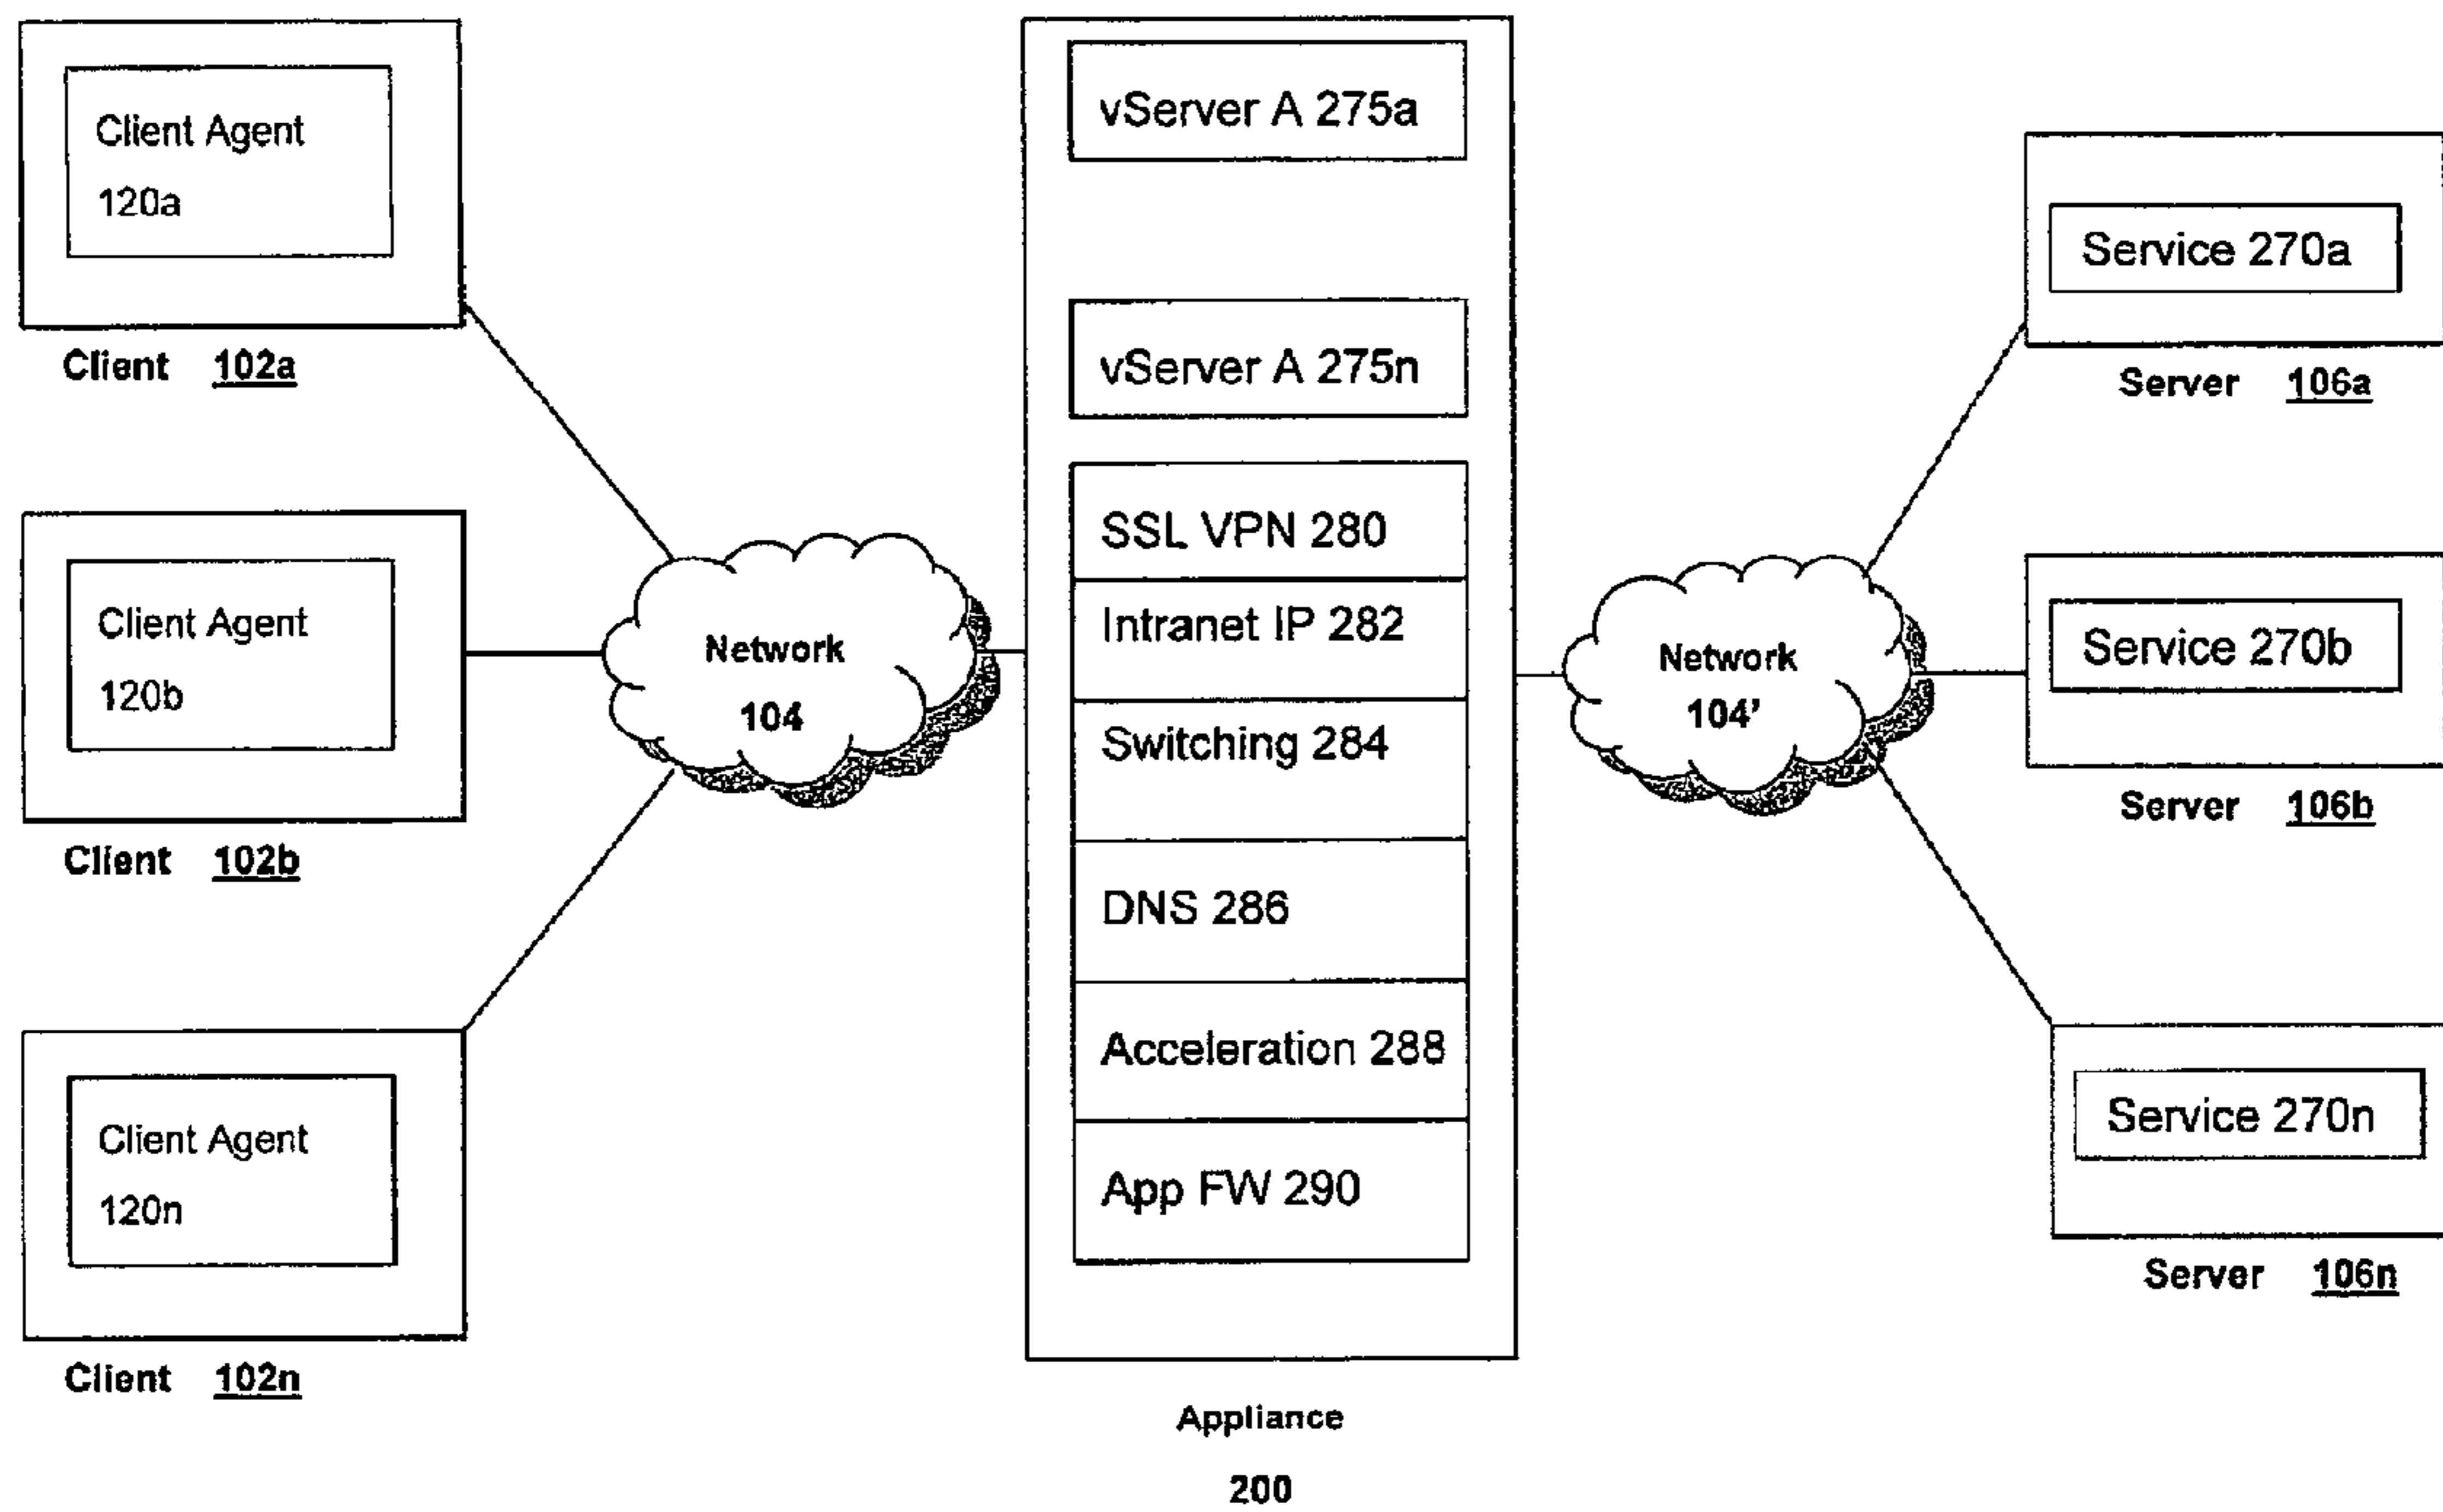 Client Agent
120a
Client 102a
Client Agent
120b
Client 102b
Client Agent
120n
Client 102n
Network
104
vServer A 275a
vServer A 275n
SSL VPN 280
Intranet IP 282
Switching 284
DNS 286
Acceleration 288
App FW 290
Appliance
200
Network
104'
Service 270a
Server 106a
Service 270b
Server 106b
Service 270n
Server 106n